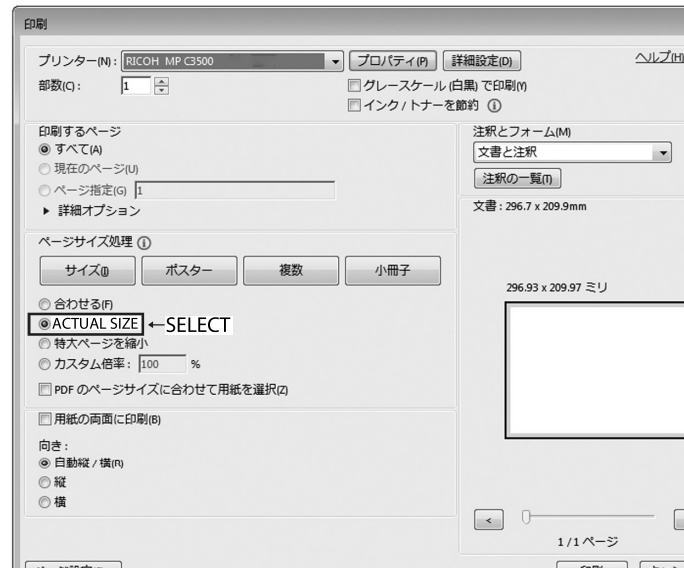 印刷
プリンター(N): RICOH MP C3500 プロパティ(P) 詳細設定(D) ヘルプ(H)
部数(C): 1 グレースケール (白黒) で印刷(Y)
インク / トナーを節約
印刷するページ
すべて(A)
現在のページ(U)
ページ指定(G) 1
詳細オプション
注釈とフォーム(M)
文書と注釈
注釈の一覧(T)
文書 : 296.7 x 209.9mm
ページサイズ処理
サイズ(I) ポスター 複数 小冊子
296.93 x 209.97 ミリ
合わせる(F)
ACTUAL SIZE ←SELECT
特大ページを縮小
カスタム倍率 : 100 %
PDF のページサイズに合わせて用紙を選択(Z)
用紙の両面に印刷(B)
向き :
自動縦 / 横(R)
縦
横
<
1 / 1 ページ